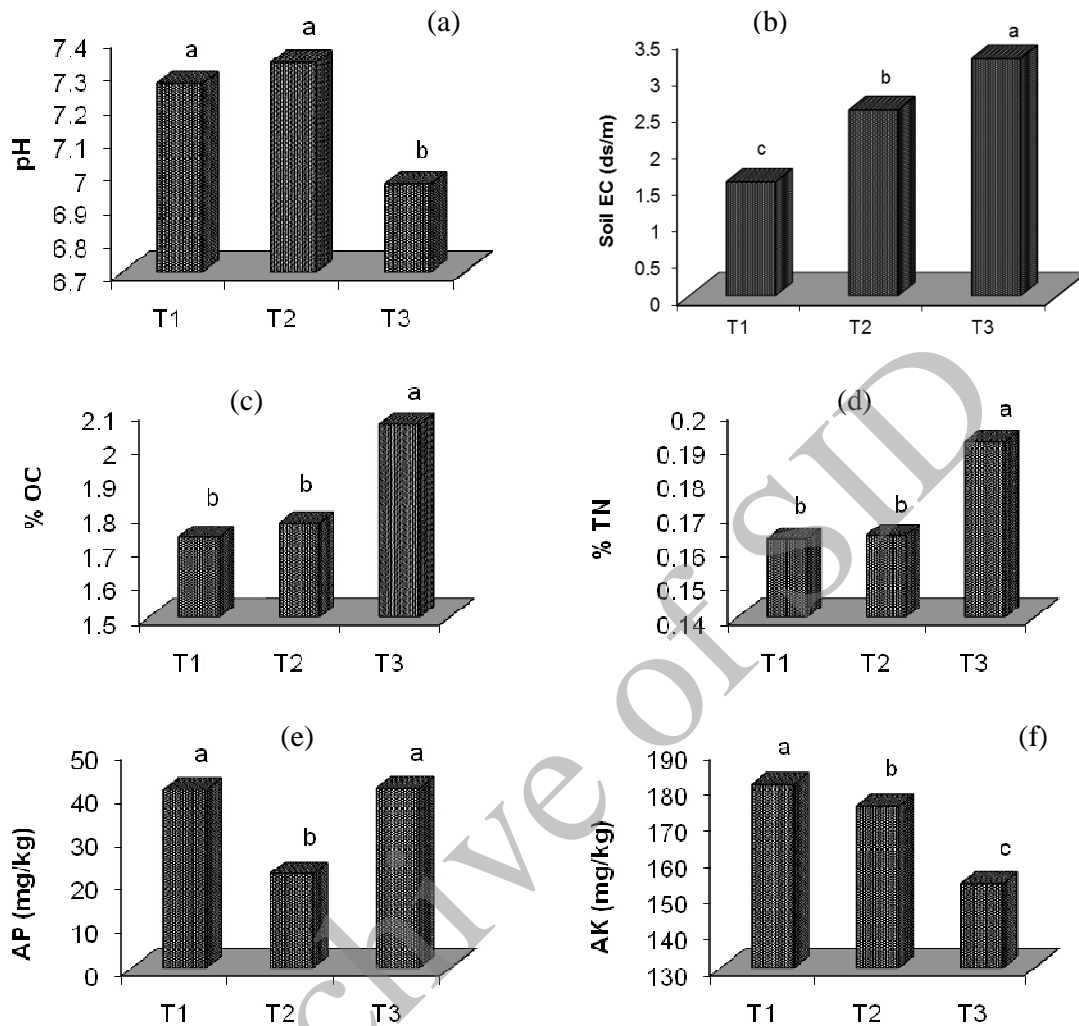 (a)
7.4
7.3
7.2
7.1
7
6.9
6.8
6.7
pH
a
a
b
T1 T2 T3
(b)
3.5
3
2.5
2
1.5
1
0.5
0
Soil EC (ds/m)
c
b
a
T1 T2 T3
(c)
2.1
2
1.9
1.8
1.7
1.6
1.5
% OC
b
b
a
T1 T2 T3
(d)
0.2
0.19
0.18
0.17
0.16
0.15
0.14
% TN
b
b
a
T1 T2 T3
(e)
50
40
30
20
10
0
AP (mg/kg)
a
b
a
T1 T2 T3
(f)
190
180
170
160
150
140
130
AK (mg/kg)
a
b
c
T1 T2 T3
chive of SID